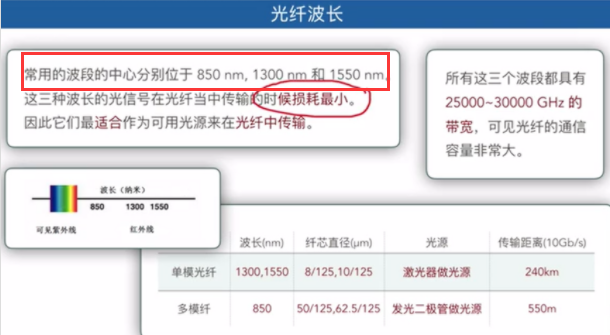 光纤波长
常用的波段的中心分别位于 850 nm, 1300 nm 和 1550 nm,
这三种波长的光信号在光纤当中传输的时候损耗最小。
因此它们最适合作为可用光源来在光纤中传输。
所有这三个波段都具有
25000~30000 GHz 的
带宽，可见光纤的通信
容量非常大。
波长（纳米）
850 1300 1550
可见紫外线 红外线
波长(nm) 纤芯直径(μm) 光源 传输距离(10Gb/s)
单模光纤 1300,1550 8/125,10/125 激光器做光源 240km
多模纤 850 50/125,62.5/125 发光二极管做光源 550m